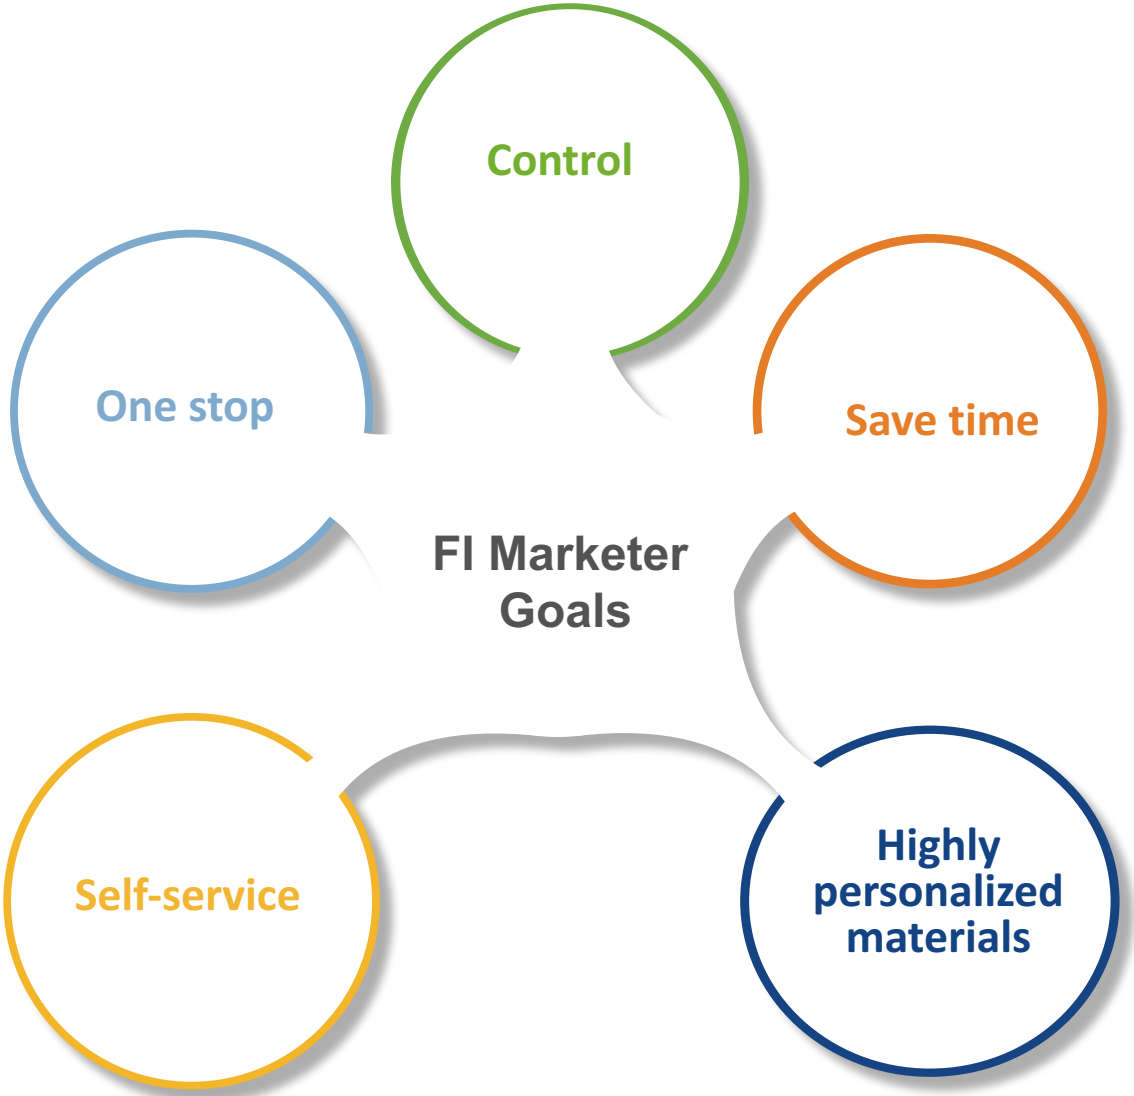 Control
One stop
Save time
FI Marketer
Goals
Self-service
Highly
personalized
materials